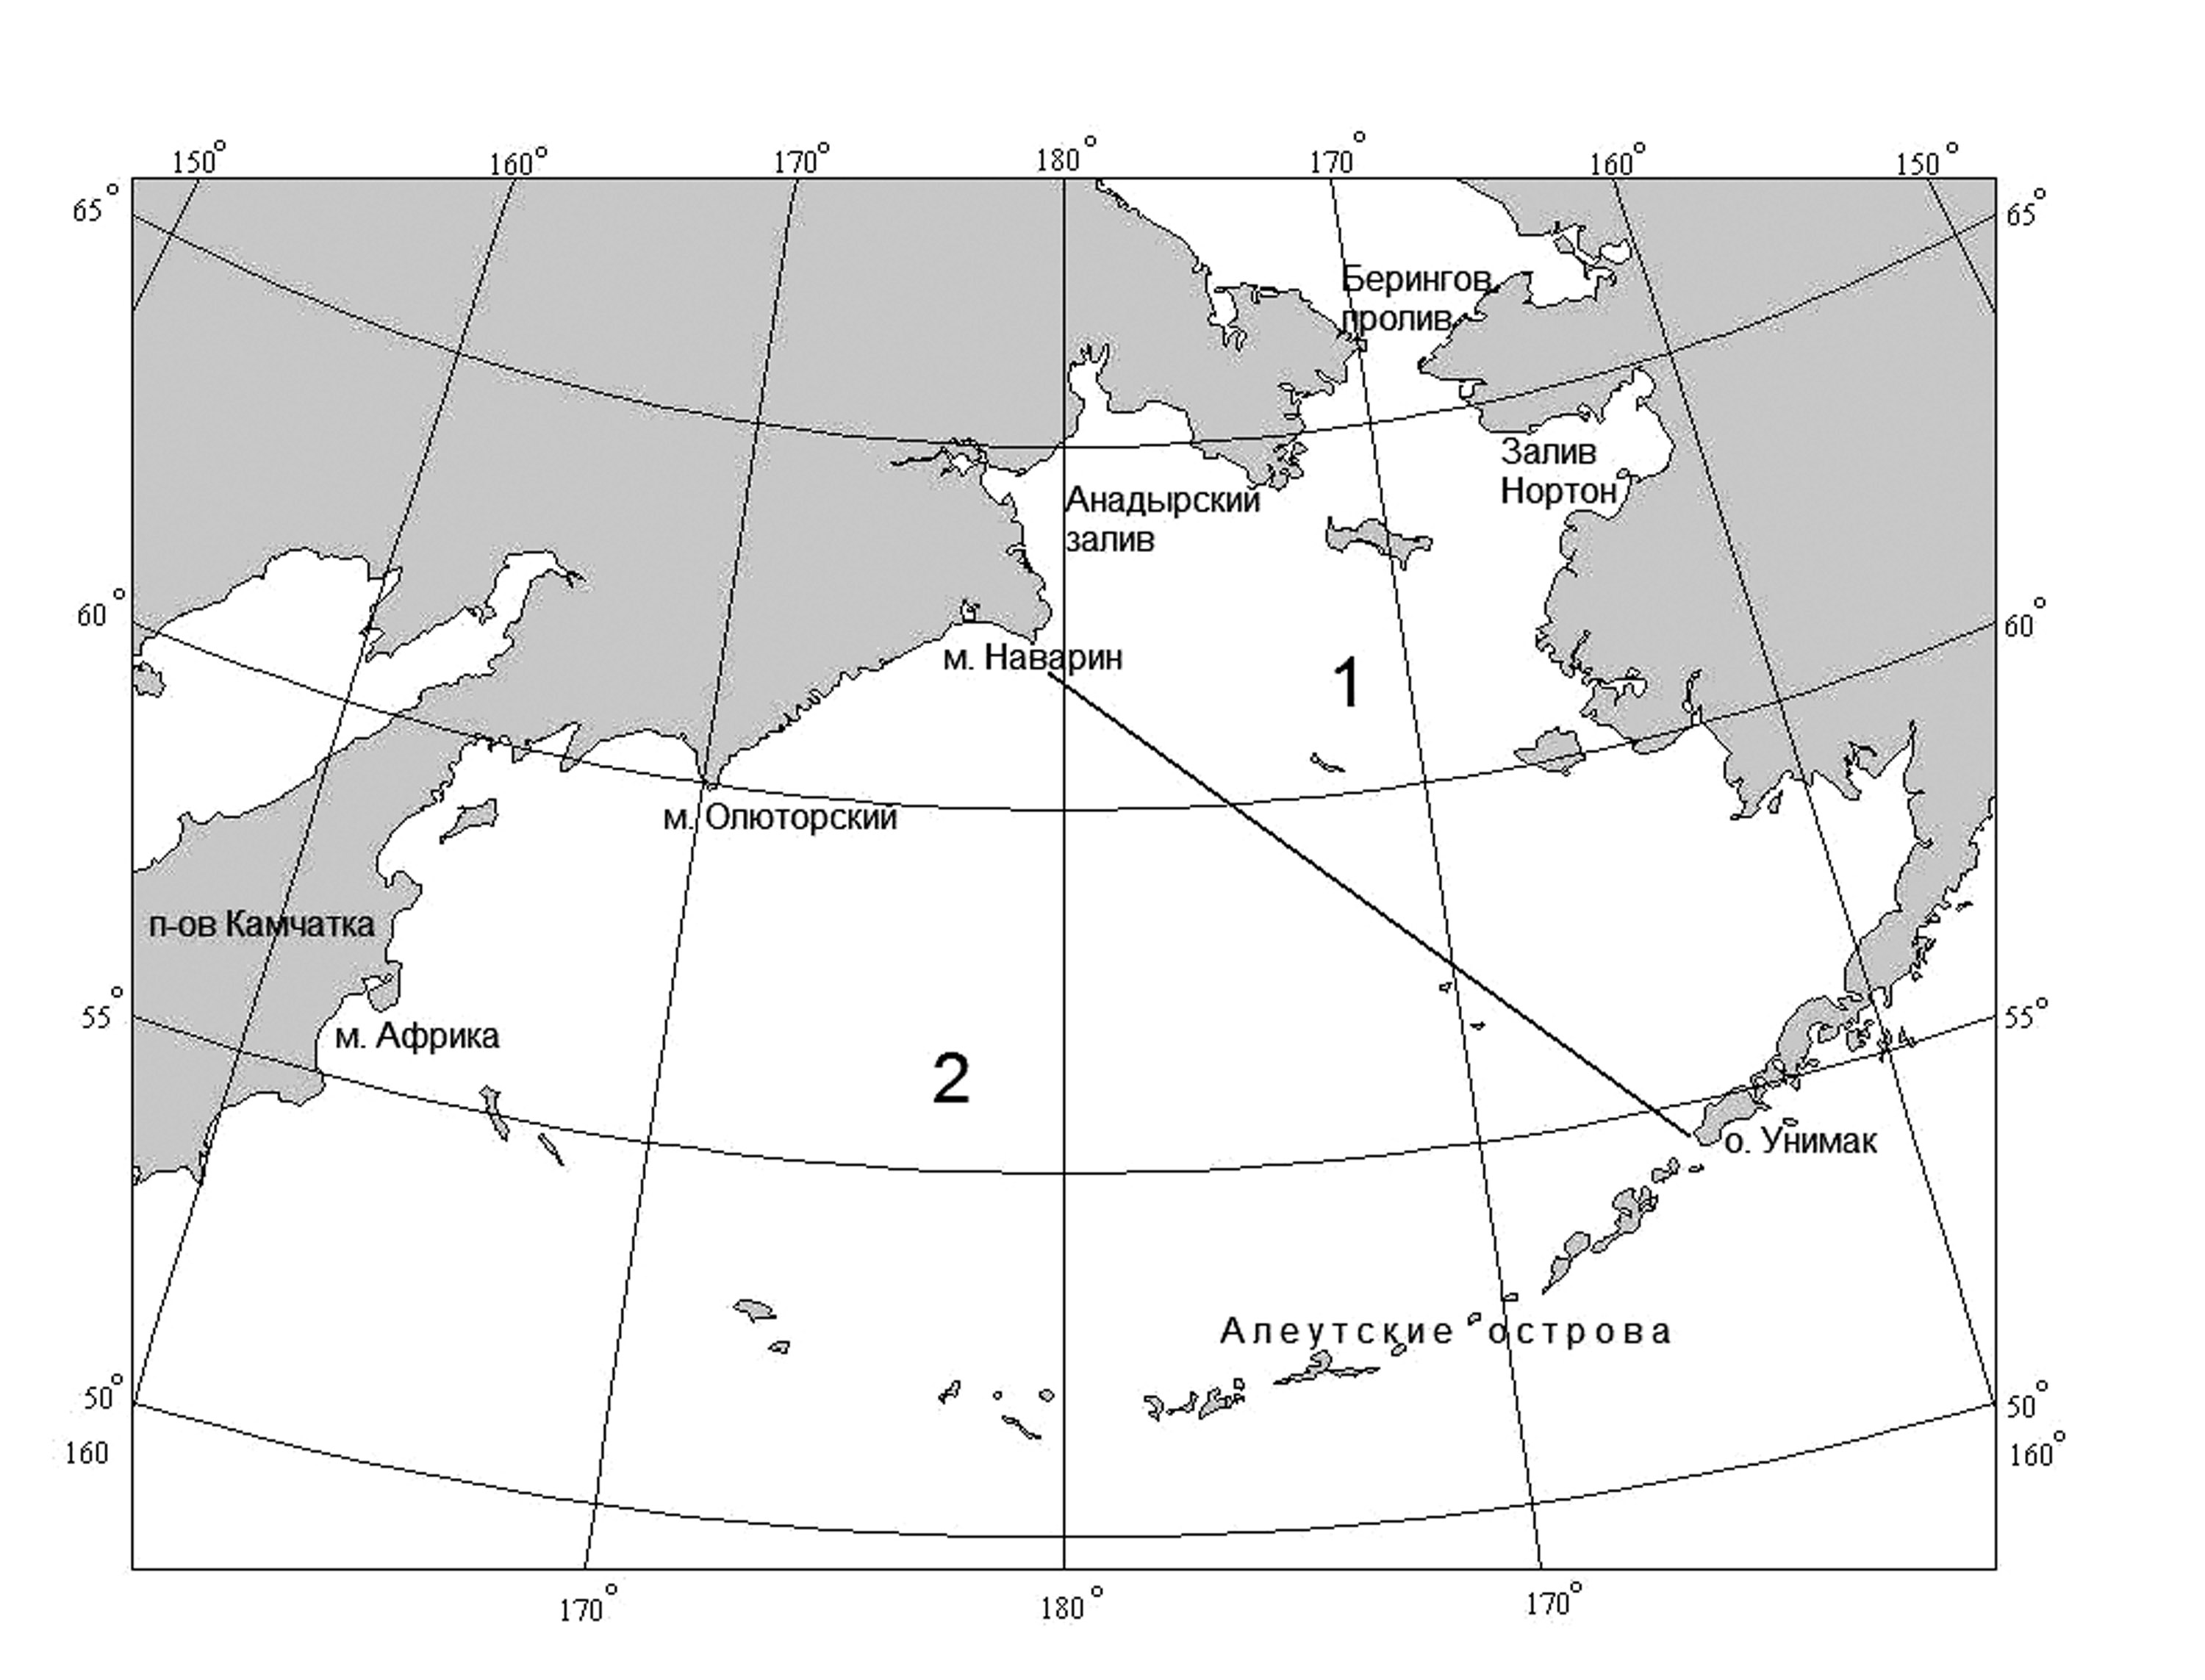 150° 160° 170° 180° 170° 160° 150°
65° 65°
Берингов
пролив
Залив
Нортон
Анадырский
залив
60° 60°
м. Наварин
1
м. Олюторский
п-ов Камчатка
55° 55°
м. Африка
2
о. Унимак
Алеутские острова
50° 50°
160 160°
170° 180° 170°